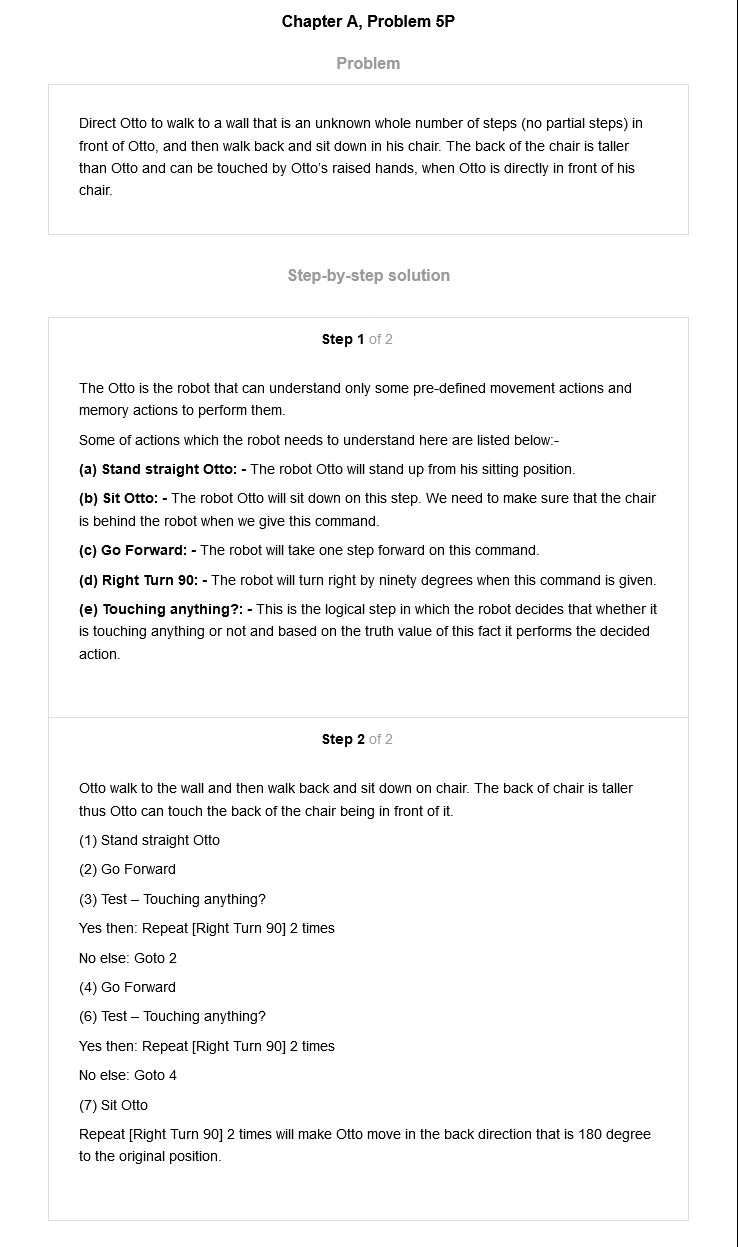 Chapter A, Problem 5P
Problem
Direct Otto to walk to a wall that is an unknown whole number of steps (no partial steps) in
front of Otto, and then walk back and sit down in his chair. The back of the chair is taller
than Otto and can be touched by Otto's raised hands, when Otto is directly in front of his
chair.
Step-by-step solution
Step 1 of 2
The Otto is the robot that can understand only some pre-defined movement actions and
memory actions to perform them.
Some of actions which the robot needs to understand here are listed below:-
(a) Stand straight Otto: - The robot Otto will stand up from his sitting position.
(b) Sit Otto: - The robot Otto will sit down on this step. We need to make sure that the chair
is behind the robot when we give this command.
(c) Go Forward: - The robot will take one step forward on this command.
(d) Right Turn 90: - The robot will turn right by ninety degrees when this command is given.
(e) Touching anything?: - This is the logical step in which the robot decides that whether it
is touching anything or not and based on the truth value of this fact it performs the decided
action.
Step 2 of 2
Otto walk to the wall and then walk back and sit down on chair. The back of chair is taller
thus Otto can touch the back of the chair being in front of it.
(1) Stand straight Otto
(2) Go Forward
(3) Test – Touching anything?
Yes then: Repeat [Right Turn 90] 2 times
No else: Goto 2
(4) Go Forward
(6) Test – Touching anything?
Yes then: Repeat [Right Turn 90] 2 times
No else: Goto 4
(7) Sit Otto
Repeat [Right Turn 90] 2 times will make Otto move in the back direction that is 180 degree
to the original position.